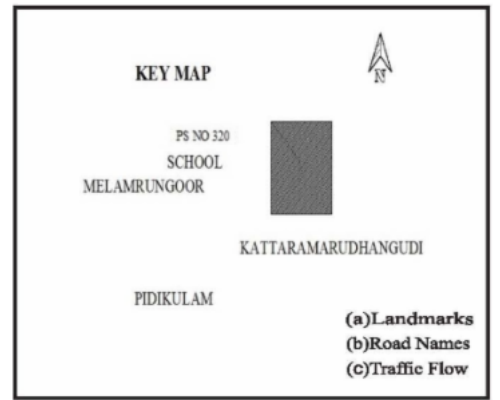 N
KEY MAP
PS NO 320
SCHOOL
MELAMRUNGOOR
KATTARAMARUDHANGUDI
PIDIKULAM
(a)Landmarks
(b)Road Names
(c)Traffic Flow